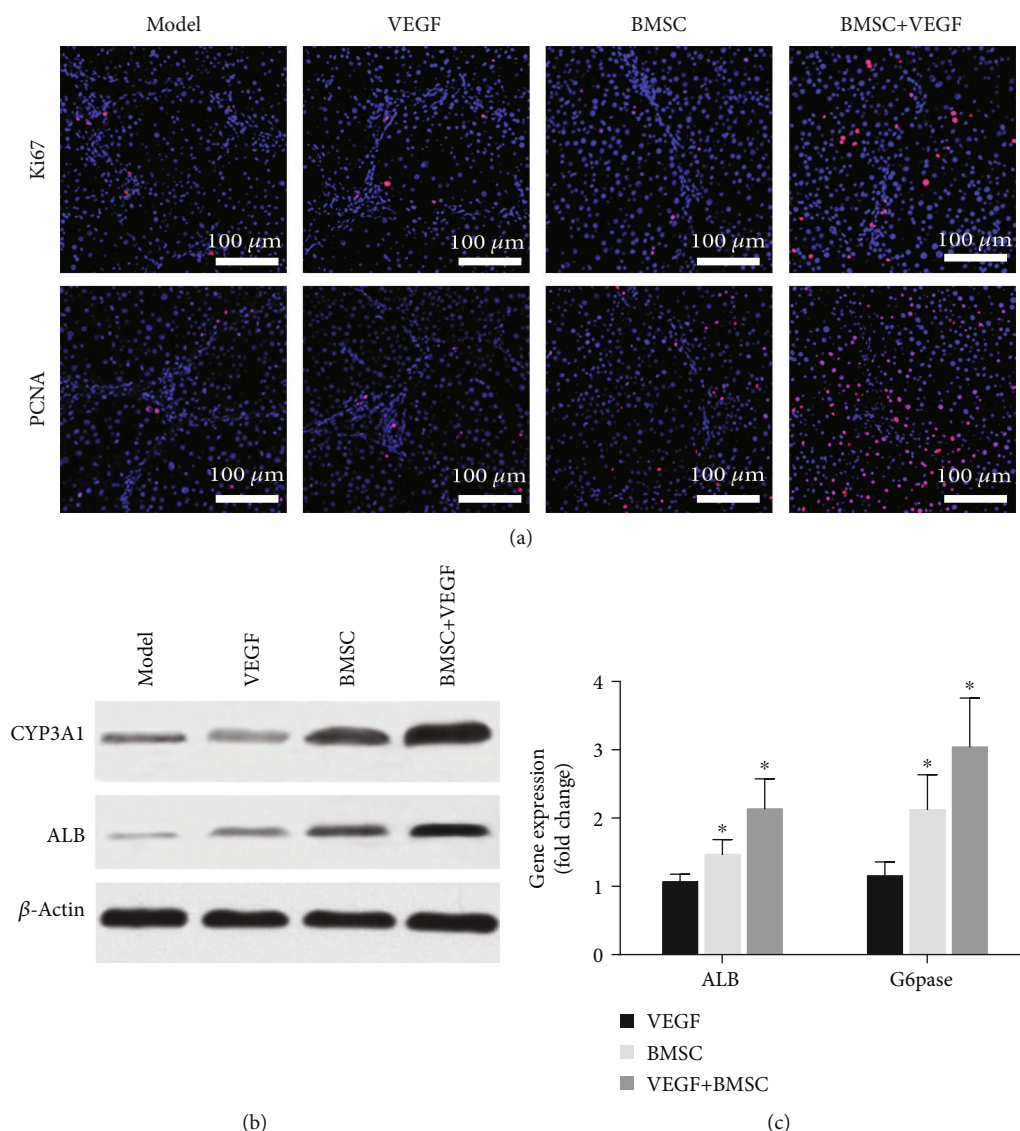 Model VEGF BMSC BMSC+VEGF
Ki67
100 μm 100 μm 100 μm 100 μm
PCNA
100 μm 100 μm 100 μm 100 μm
(a)
Model VEGF BMSC BMSC+VEGF
CYP3A1
ALB
β-Actin
(b)
Gene expression
(fold change)
4
3
2
1
0
* * * *
ALB G6pase
VEGF
BMSC
VEGF+BMSC
(c)